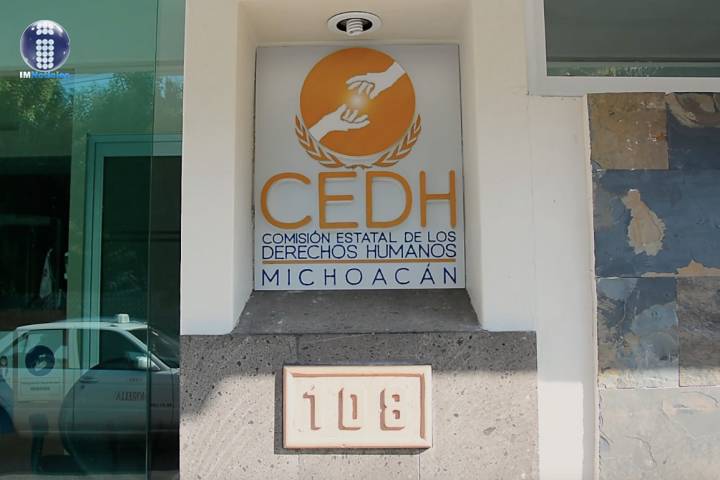 IMNoticias
CEDH
COMISIÓN ESTATAL DE LOS
DERECHOS HUMANOS
MICHOACÁN
108